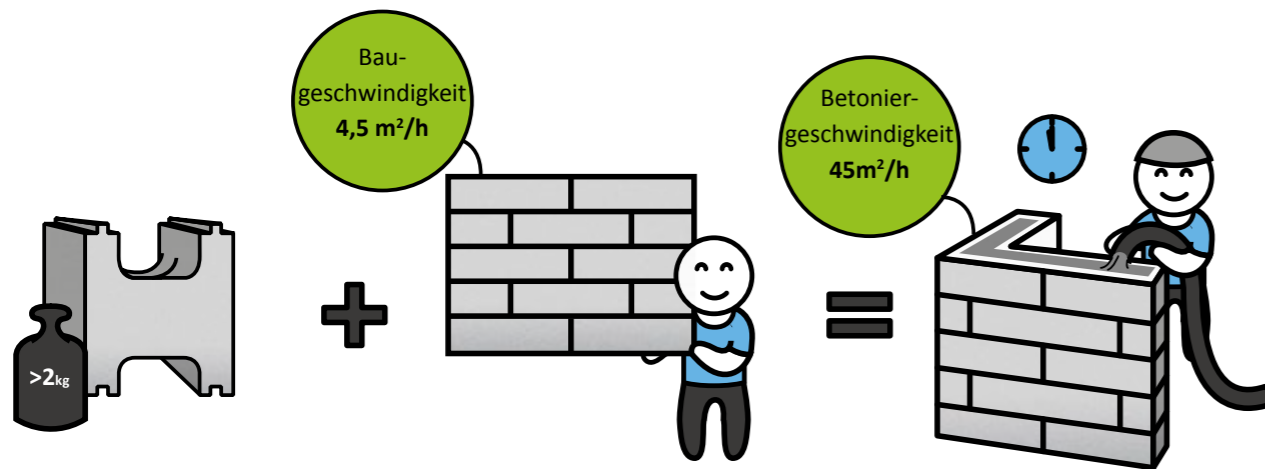 Bau-
geschwindigkeit
4,5 m²/h
Betonier-
geschwindigkeit
45m²/h
>2kg